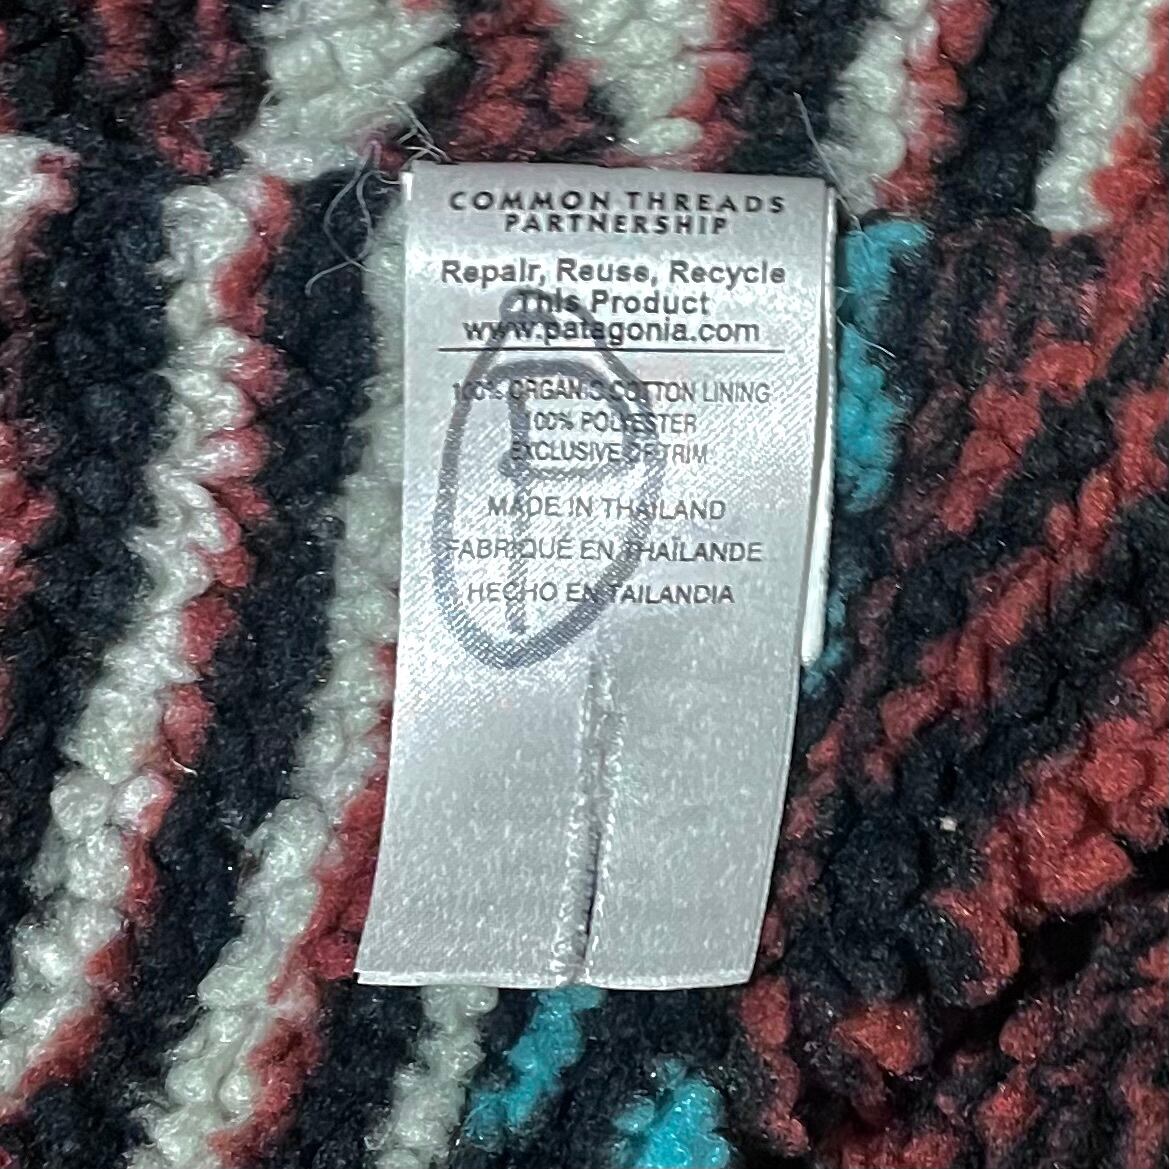 COMMON THREADS
PARTNERSHIP
Repair, Reuse, Recycle
This Product
www.patagonia.com
100% ORGANIC COTTON LINING
100% POLYESTER
EXCLUSIVE OF TRIM
MADE IN THAILAND
FABRIQUÉ EN THAÏLANDE
HECHO EN TAILANDIA
P